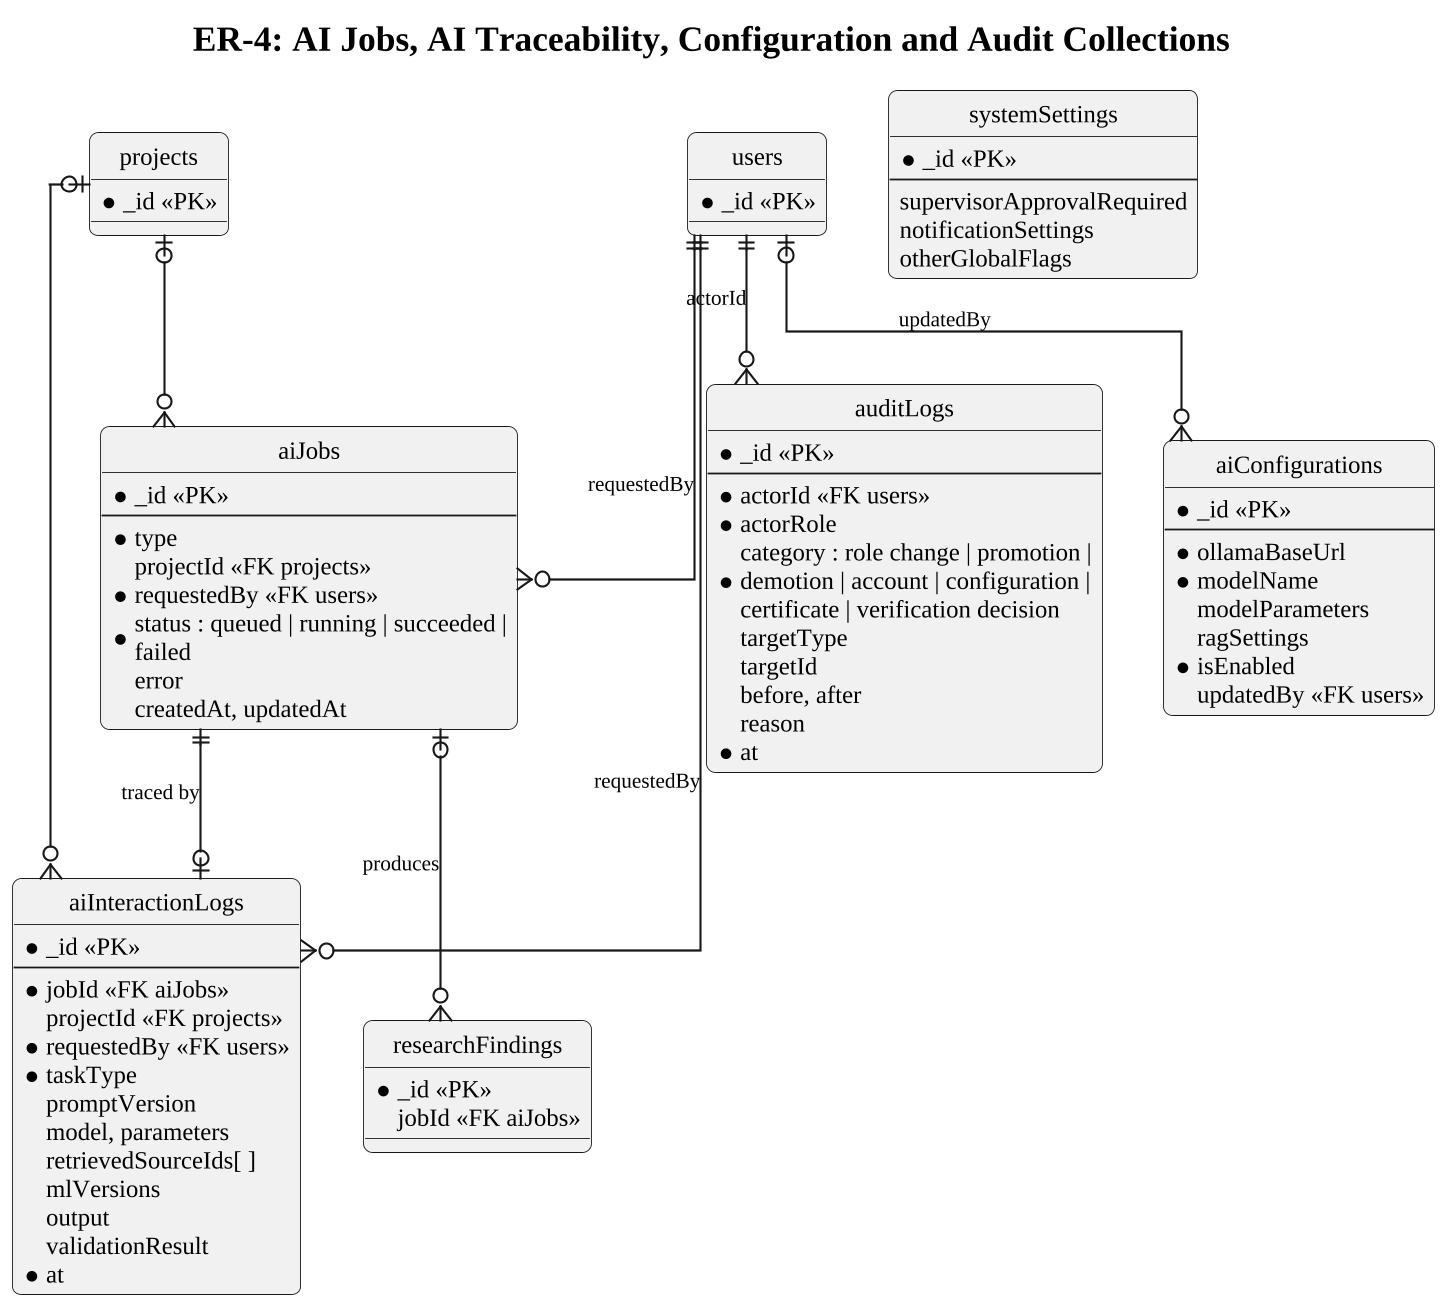 ER-4: AI Jobs, AI Traceability, Configuration and Audit Collections
projects
_id «PK»
users
_id «PK»
systemSettings
_id «PK»
supervisorApprovalRequired
notificationSettings
otherGlobalFlags
actorId
updatedBy
requestedBy
aiJobs
_id «PK»
type
projectId «FK projects»
requestedBy «FK users»
status : queued | running | succeeded |
failed
error
createdAt, updatedAt
auditLogs
_id «PK»
actorId «FK users»
actorRole
category : role change | promotion |
demotion | account | configuration |
certificate | verification decision
targetType
targetId
before, after
reason
at
aiConfigurations
_id «PK»
ollamaBaseUrl
modelName
modelParameters
ragSettings
isEnabled
updatedBy «FK users»
traced by
requestedBy
produces
aiInteractionLogs
_id «PK»
jobId «FK aiJobs»
projectId «FK projects»
requestedBy «FK users»
taskType
promptVersion
model, parameters
retrievedSourceIds[ ]
mlVersions
output
validationResult
at
researchFindings
_id «PK»
jobId «FK aiJobs»